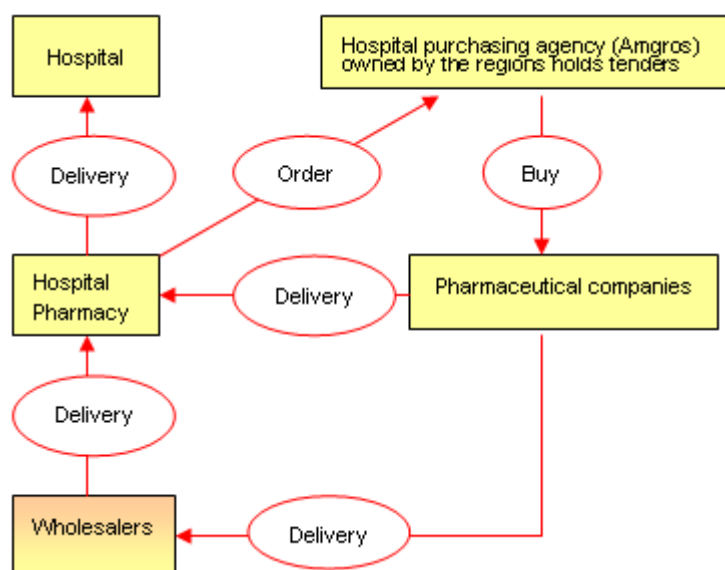 Hospital
Hospital purchasing agency (Amgros)
owned by the regions holds tenders
Delivery
Order
Buy
Hospital
Pharmacy
Delivery
Pharmaceutical companies
Delivery
Wholesalers
Delivery